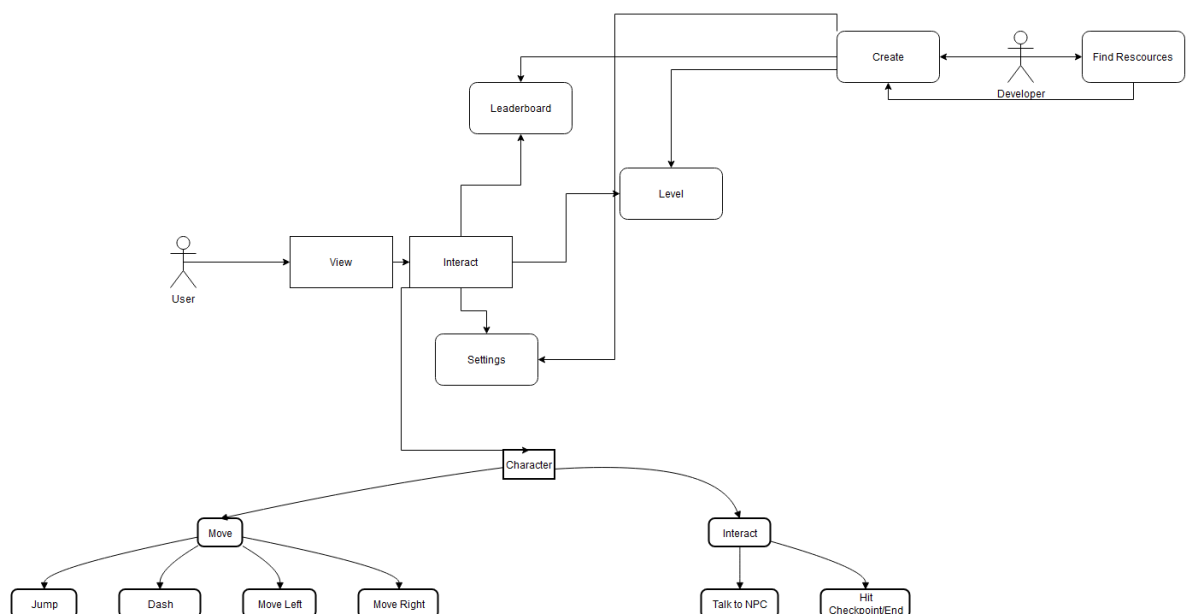 Create
Find Rescources
Developer
Leaderboard
Level
View
Interact
User
Settings
Character
Move
Interact
Jump
Dash
Move Left
Move Right
Talk to NPC
Hit
Checkpoint/End